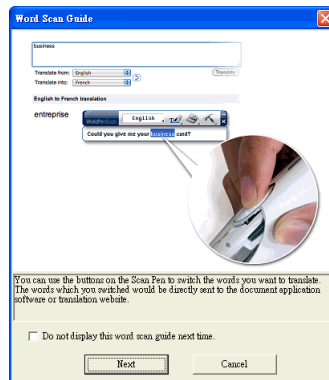 Word Scan Guide
business
Translate from: English
Translate into: French
Translate
English to French translation
entreprise
WordPenScan English
Could you give me your business card?
You can use the buttons on the Scan Pen to switch the words you want to translate.
The words which you switched would be directly sent to the document application
software or translation website.
Do not display this word scan guide next time.
Next Cancel